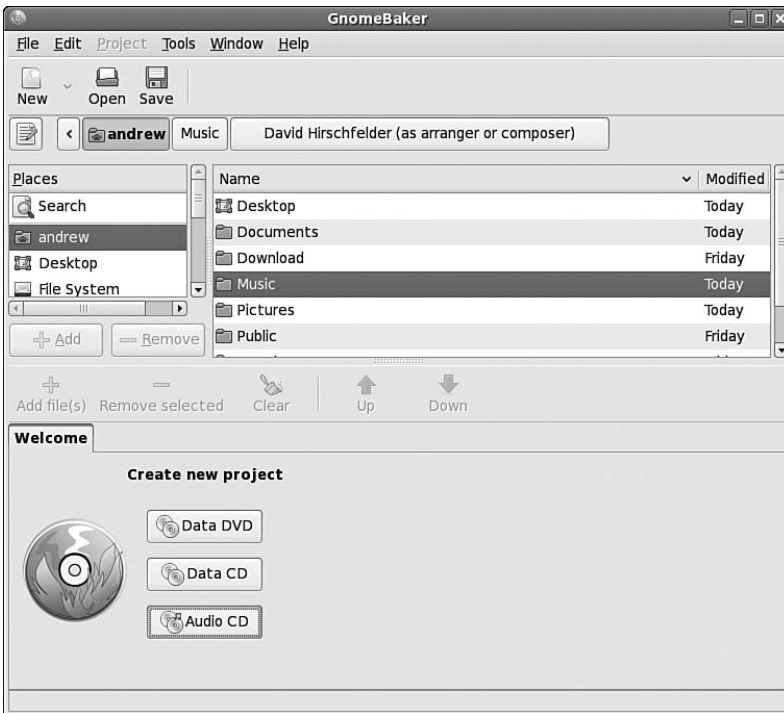 GnomeBaker
File Edit Project Tools Window Help
New Open Save
andrew Music David Hirschfelder (as arranger or composer)
Places
Search
andrew
Desktop
File System
Add Remove
Name Modified
Desktop Today
Documents Today
Download Friday
Music Today
Pictures Today
Public Friday
Add file(s) Remove selected Clear Up Down
Welcome
Create new project
Data DVD
Data CD
Audio CD